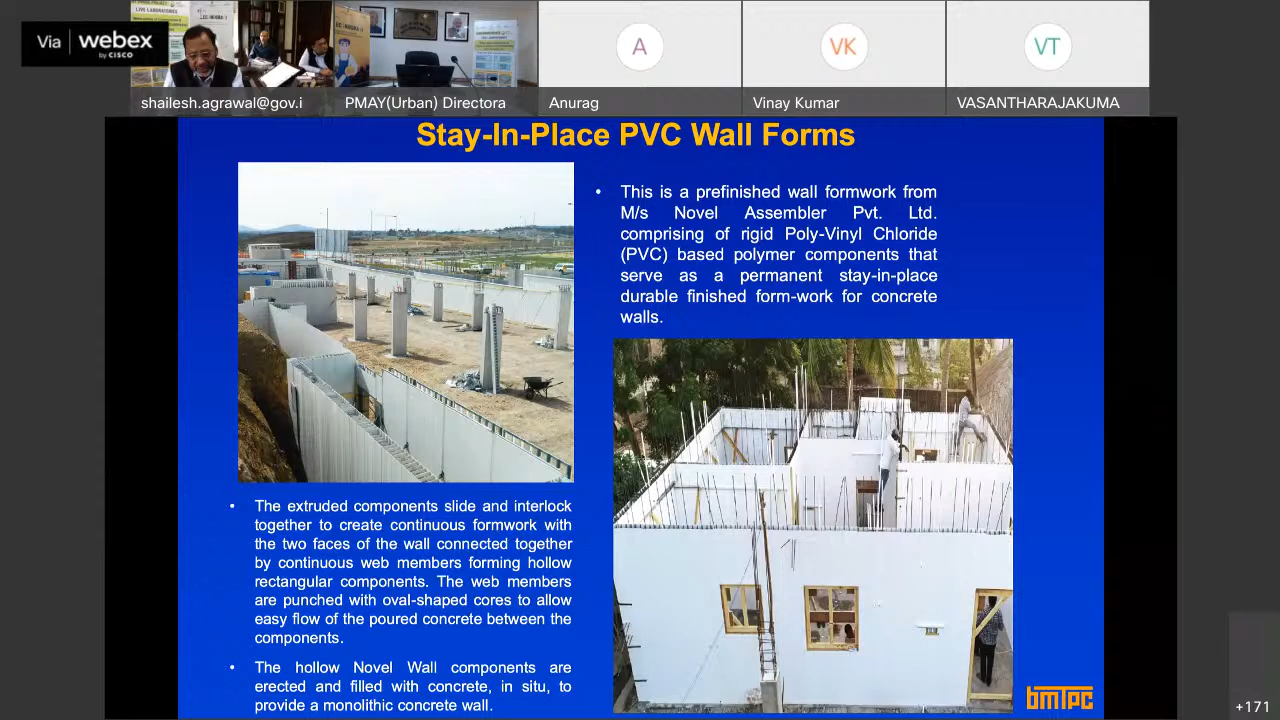 Via webex
by CISCO
LIVE LABORATORIES
shailesh.agrawal@gov.i
PMAY(Urban) Directora
A
Anurag
VK
Vinay Kumar
VT
VASANTHARAJAKUMA
Stay-In-Place PVC Wall Forms
• This is a prefinished wall formwork from
M/s Novel Assembler Pvt. Ltd.
comprising of rigid Poly-Vinyl Chloride
(PVC) based polymer components that
serve as a permanent stay-in-place
durable finished form-work for concrete
walls.
• The extruded components slide and interlock
together to create continuous formwork with
the two faces of the wall connected together
by continuous web members forming hollow
rectangular components. The web members
are punched with oval-shaped cores to allow
easy flow of the poured concrete between the
components.
• The hollow Novel Wall components are
erected and filled with concrete, in situ, to
provide a monolithic concrete wall.
bmTPC
+171